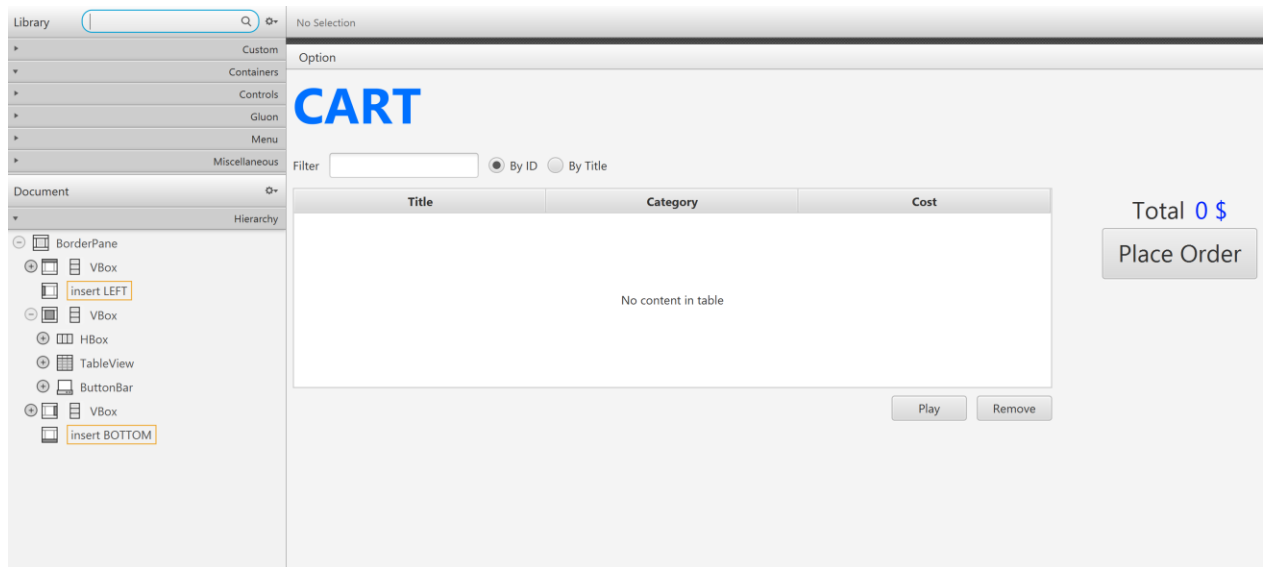 Library
No Selection
Custom
Containers
Controls
Gluon
Menu
Miscellaneous
Document
Hierarchy
BorderPane
VBox
insert LEFT
VBox
HBox
TableView
ButtonBar
VBox
insert BOTTOM
Option
CART
Filter By ID By Title
Title Category Cost
No content in table
Play Remove
Total 0 $
Place Order